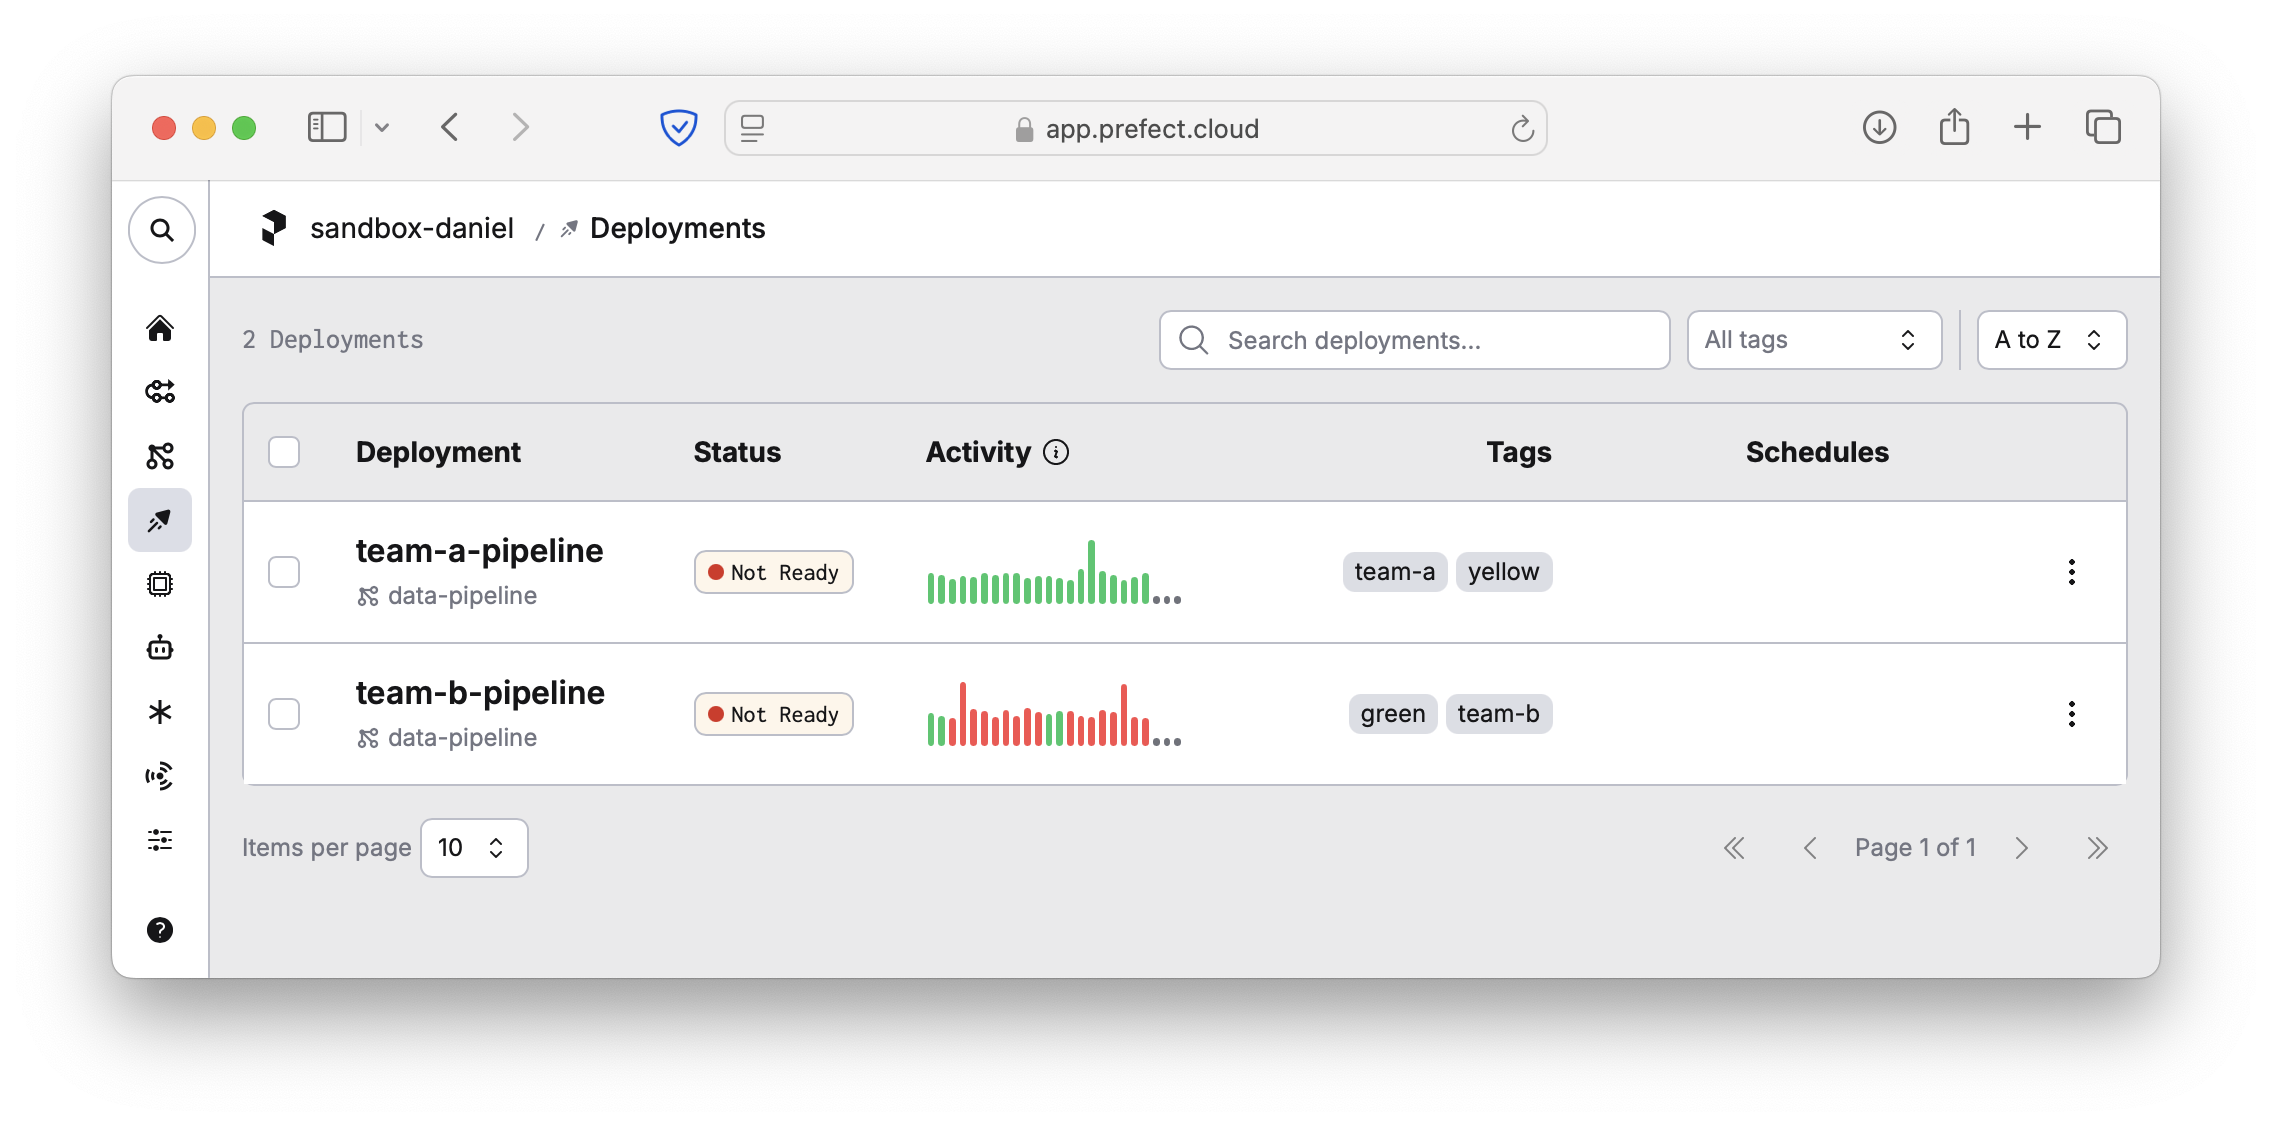 app.prefect.cloud
sandbox-daniel / Deployments
2 Deployments
Search deployments...
All tags
A to Z
Deployment Status Activity Tags Schedules
team-a-pipeline
data-pipeline
Not Ready
team-a yellow
team-b-pipeline
data-pipeline
Not Ready
green team-b
Items per page 10
Page 1 of 1